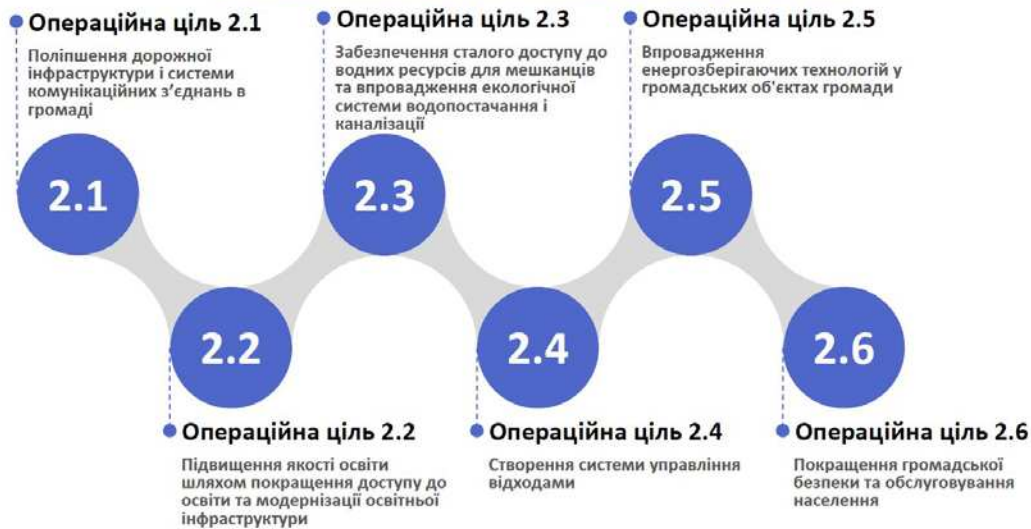 Операційна ціль 2.1
Поліпшення дорожної
інфраструктури і системи
комунікаційних з’єднань в
громаді
2.1
Операційна ціль 2.2
Підвищення якості освіти
шляхом покращення доступу до
освіти та модернізації освітньої
інфраструктури
2.2
Операційна ціль 2.3
Забезпечення сталого доступу до
водних ресурсів для мешканців
та впровадження екологічної
системи водопостачання і
каналізації
2.3
Операційна ціль 2.4
Створення системи управління
відходами
2.4
Операційна ціль 2.5
Впровадження
енергозберігаючих технологій у
громадських об'єктах громади
2.5
Операційна ціль 2.6
Покращення громадської
безпеки та обслуговування
населення
2.6